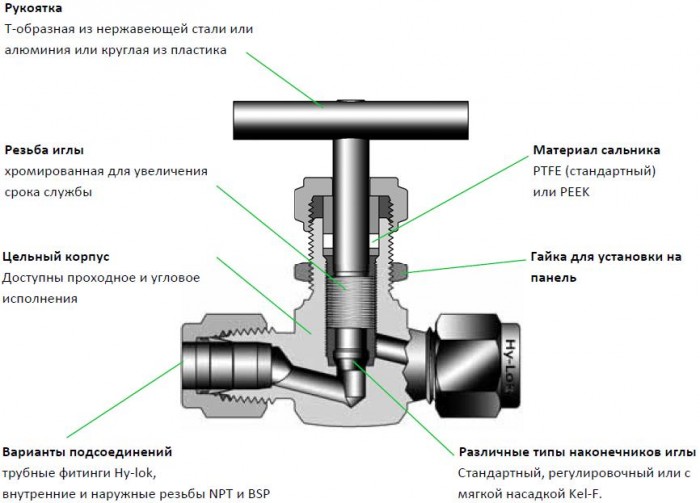 Рукоятка
Т-образная из нержавеющей стали или
алюминия или круглая из пластика
Резьба иглы
хромированная для увеличения
срока службы
Материал сальника
PTFE (стандартный)
или PEEK
Цельный корпус
Доступны проходное и угловое
исполнения
Гайка для установки на
панель
Hy-Lok
Варианты подсоединений
трубные фитинги Hy-lok,
внутренние и наружные резьбы NPT и BSP
Различные типы наконечников иглы
Стандартный, регулировочный или с
мягкой насадкой Kel-F.